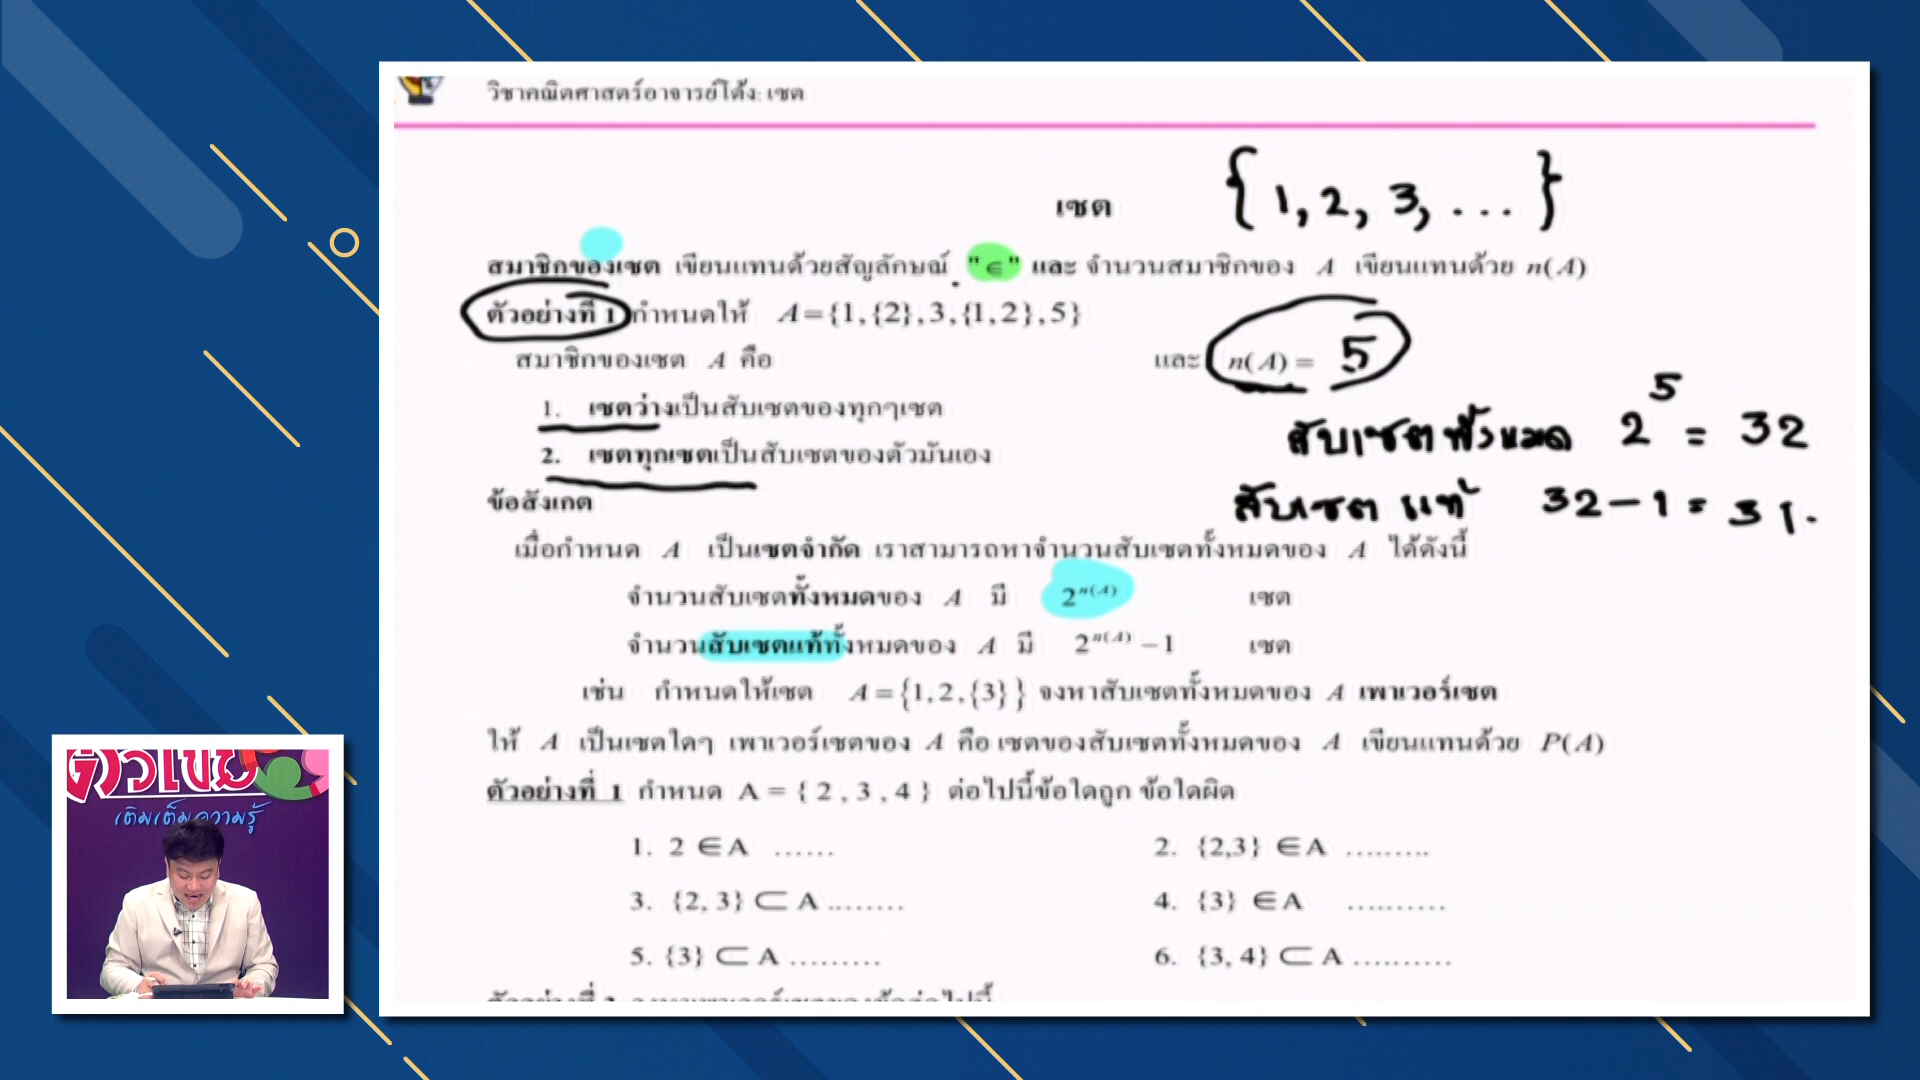 วิชาคณิตศาสตร์อาจารย์โต้ง: เซต
เซต {1, 2, 3, ...}
สมาชิกของเซต เขียนแทนด้วยสัญลักษณ์ "∈" และ จำนวนสมาชิกของ A เขียนแทนด้วย n(A)
ตัวอย่างที่ 1 กำหนดให้ A={1,{2},3,{1,2},5}
สมาชิกของเซต A คือ และ n(A) = 5
1. เซตว่างเป็นสับเซตของทุกๆเซต
สับเซตทั้งหมด 2⁵ = 32
2. เซตทุกเซตเป็นสับเซตของตัวมันเอง
สับเซตแท้ 32 – 1 = 31.
ข้อสังเกต
เมื่อกำหนด A เป็นเซตจำกัด เราสามารถหาจำนวนสับเซตทั้งหมดของ A ได้ดังนี้
จำนวนสับเซตทั้งหมดของ A มี 2ⁿ⁽ᴬ⁾ เซต
จำนวนสับเซตแท้ทั้งหมดของ A มี 2ⁿ⁽ᴬ⁾ – 1 เซต
เช่น กำหนดให้เซต A={1,2,{3}} จงหาสับเซตทั้งหมดของ A เพาเวอร์เซต
ให้ A เป็นเซตใดๆ เพาเวอร์เซตของ A คือ เซตของสับเซตทั้งหมดของ A เขียนแทนด้วย P(A)
ตัวอย่างที่ 1 กำหนด A = { 2 , 3 , 4 } ต่อไปนี้ข้อใดถูก ข้อใดผิด
1. 2 ∈ A ...... 2. {2,3} ∈ A .........
3. {2, 3} ⊂ A ........ 4. {3} ∈ A ..........
5. {3} ⊂ A ......... 6. {3, 4} ⊂ A ..........
ติวเข้ม
เติมเต็มความรู้